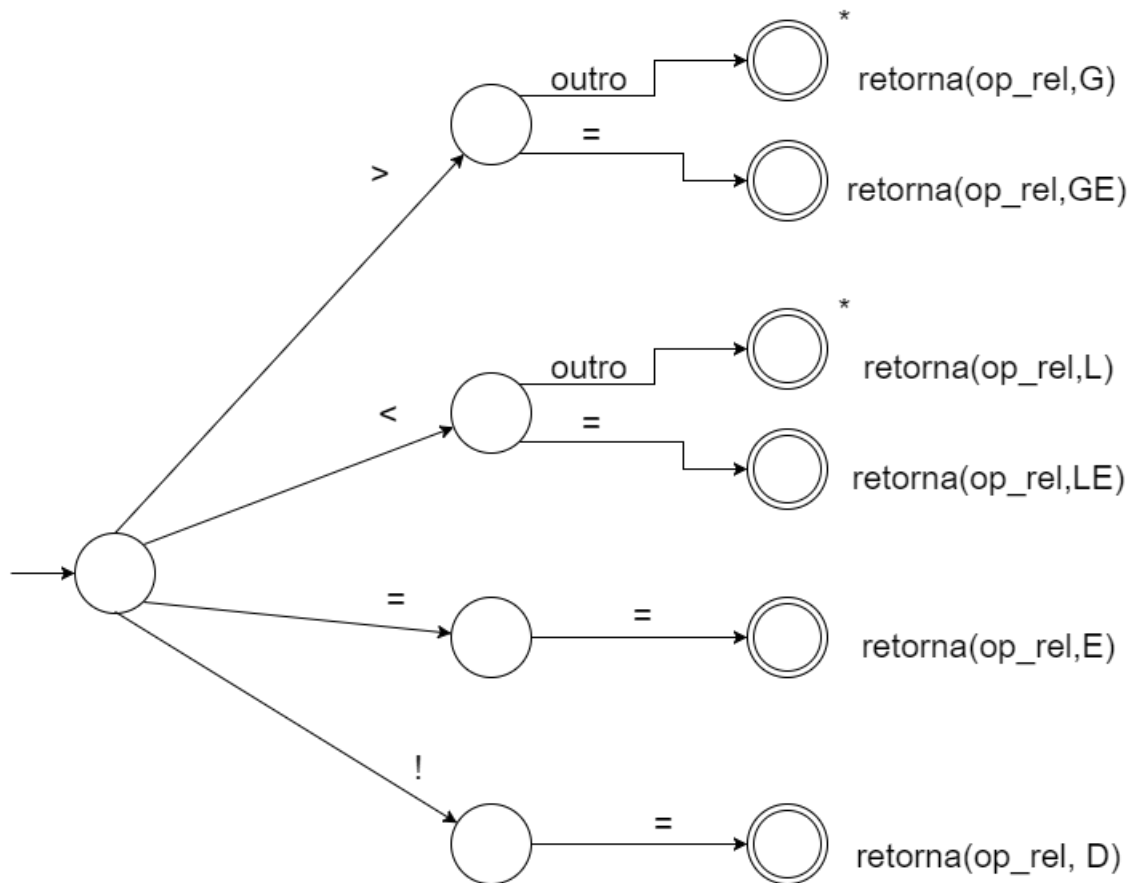 *
outro
retorna(op_rel,G)
=
>
retorna(op_rel,GE)
*
outro
retorna(op_rel,L)
<
=
retorna(op_rel,LE)
=
=
retorna(op_rel,E)
!
=
retorna(op_rel, D)